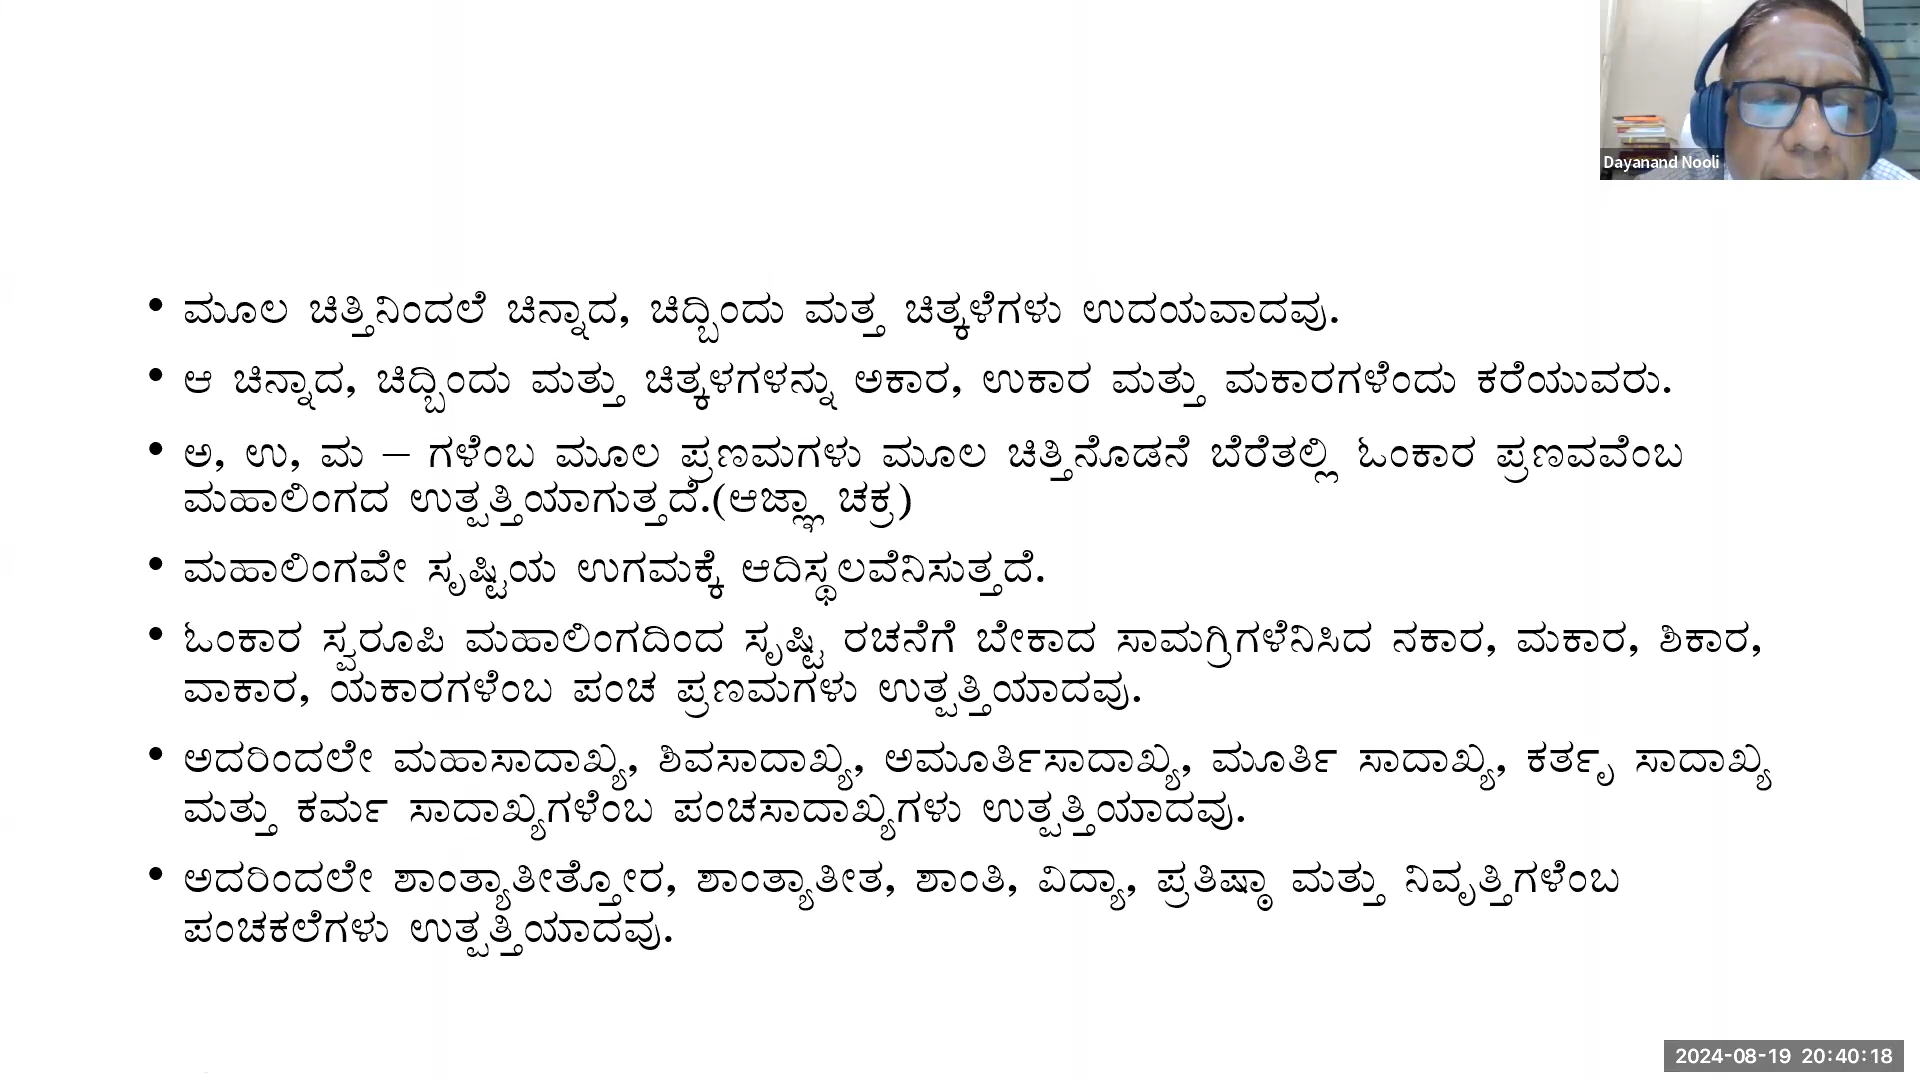 Dayanand Nooli
• ಮೂಲ ಚಿತ್ತಿನಿಂದಲೆ ಚಿನ್ನಾದ, ಚಿದ್ಬಿಂದು ಮತ್ತ ಚಿತ್ಕಳೆಗಳು ಉದಯವಾದವು.
• ಆ ಚಿನ್ನಾದ, ಚಿದ್ಬಿಂದು ಮತ್ತು ಚಿತ್ಕಳಗಳನ್ನು ಅಕಾರ, ಉಕಾರ ಮತ್ತು ಮಕಾರಗಳೆಂದು ಕರೆಯುವರು.
• ಅ, ಉ, ಮ – ಗಳೆಂಬ ಮೂಲ ಪ್ರಣಮಗಳು ಮೂಲ ಚಿತ್ತಿನೊಡನೆ ಬೆರೆತಲ್ಲಿ ಓಂಕಾರ ಪ್ರಣವವೆಂಬ
ಮಹಾಲಿಂಗದ ಉತ್ಪತ್ತಿಯಾಗುತ್ತದೆ.(ಆಜ್ಞಾ ಚಕ್ರ)
• ಮಹಾಲಿಂಗವೇ ಸೃಷ್ಟಿಯ ಉಗಮಕ್ಕೆ ಆದಿಸ್ಥಲವೆನಿಸುತ್ತದೆ.
• ಓಂಕಾರ ಸ್ವರೂಪಿ ಮಹಾಲಿಂಗದಿಂದ ಸೃಷ್ಟಿ ರಚನೆಗೆ ಬೇಕಾದ ಸಾಮಗ್ರಿಗಳೆನಿಸಿದ ನಕಾರ, ಮಕಾರ, ಶಿಕಾರ,
ವಾಕಾರ, ಯಕಾರಗಳೆಂಬ ಪಂಚ ಪ್ರಣಮಗಳು ಉತ್ಪತ್ತಿಯಾದವು.
• ಅದರಿಂದಲೇ ಮಹಾಸಾದಾಖ್ಯ, ಶಿವಸಾದಾಖ್ಯ, ಅಮೂರ್ತಿಸಾದಾಖ್ಯ, ಮೂರ್ತಿ ಸಾದಾಖ್ಯ, ಕರ್ತೃ ಸಾದಾಖ್ಯ
ಮತ್ತು ಕರ್ಮ ಸಾದಾಖ್ಯಗಳೆಂಬ ಪಂಚಸಾದಾಖ್ಯಗಳು ಉತ್ಪತ್ತಿಯಾದವು.
• ಅದರಿಂದಲೇ ಶಾಂತ್ಯಾತೀತ್ತೋರ, ಶಾಂತ್ಯಾತೀತ, ಶಾಂತಿ, ವಿದ್ಯಾ, ಪ್ರತಿಷ್ಠಾ ಮತ್ತು ನಿವೃತ್ತಿಗಳೆಂಬ
ಪಂಚಕಲೆಗಳು ಉತ್ಪತ್ತಿಯಾದವು.
2024-08-19 20:40:18